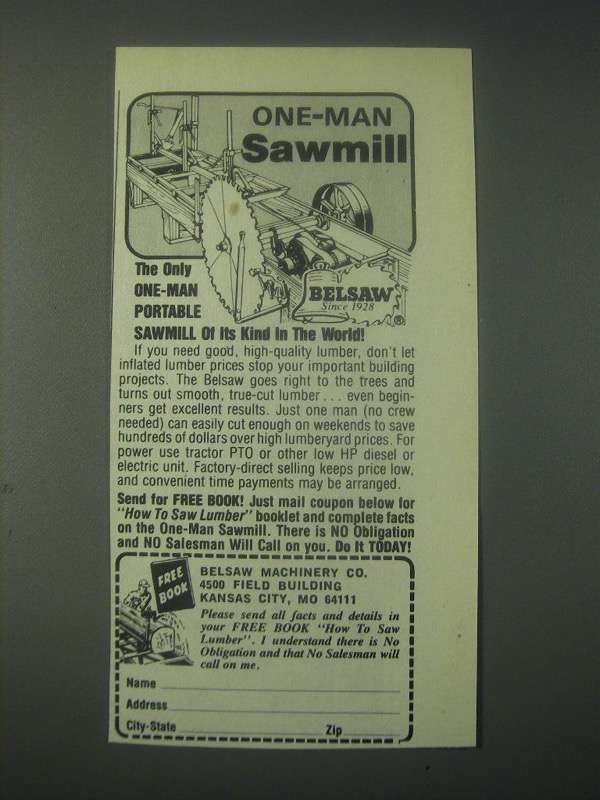 ONE-MAN
Sawmill
The Only
ONE-MAN
PORTABLE
SAWMILL Of Its Kind In The World!
BELSAW
Since 1928
®
If you need good, high-quality lumber, don't let
inflated lumber prices stop your important building
projects. The Belsaw goes right to the trees and
turns out smooth, true-cut lumber . . . even begin-
ners get excellent results. Just one man (no crew
needed) can easily cut enough on weekends to save
hundreds of dollars over high lumberyard prices. For
power use tractor PTO or other low HP diesel or
electric unit. Factory-direct selling keeps price low,
and convenient time payments may be arranged.
Send for FREE BOOK! Just mail coupon below for
"How To Saw Lumber" booklet and complete facts
on the One-Man Sawmill. There is NO Obligation
and NO Salesman Will Call on you. Do It TODAY!
FREE
BOOK
BELSAW MACHINERY CO.
4500 FIELD BUILDING
KANSAS CITY, MO 64111
Please send all facts and details in
your FREE BOOK "How To Saw
Lumber". I understand there is No
Obligation and that No Salesman will
call on me.
Name
Address
City-State Zip